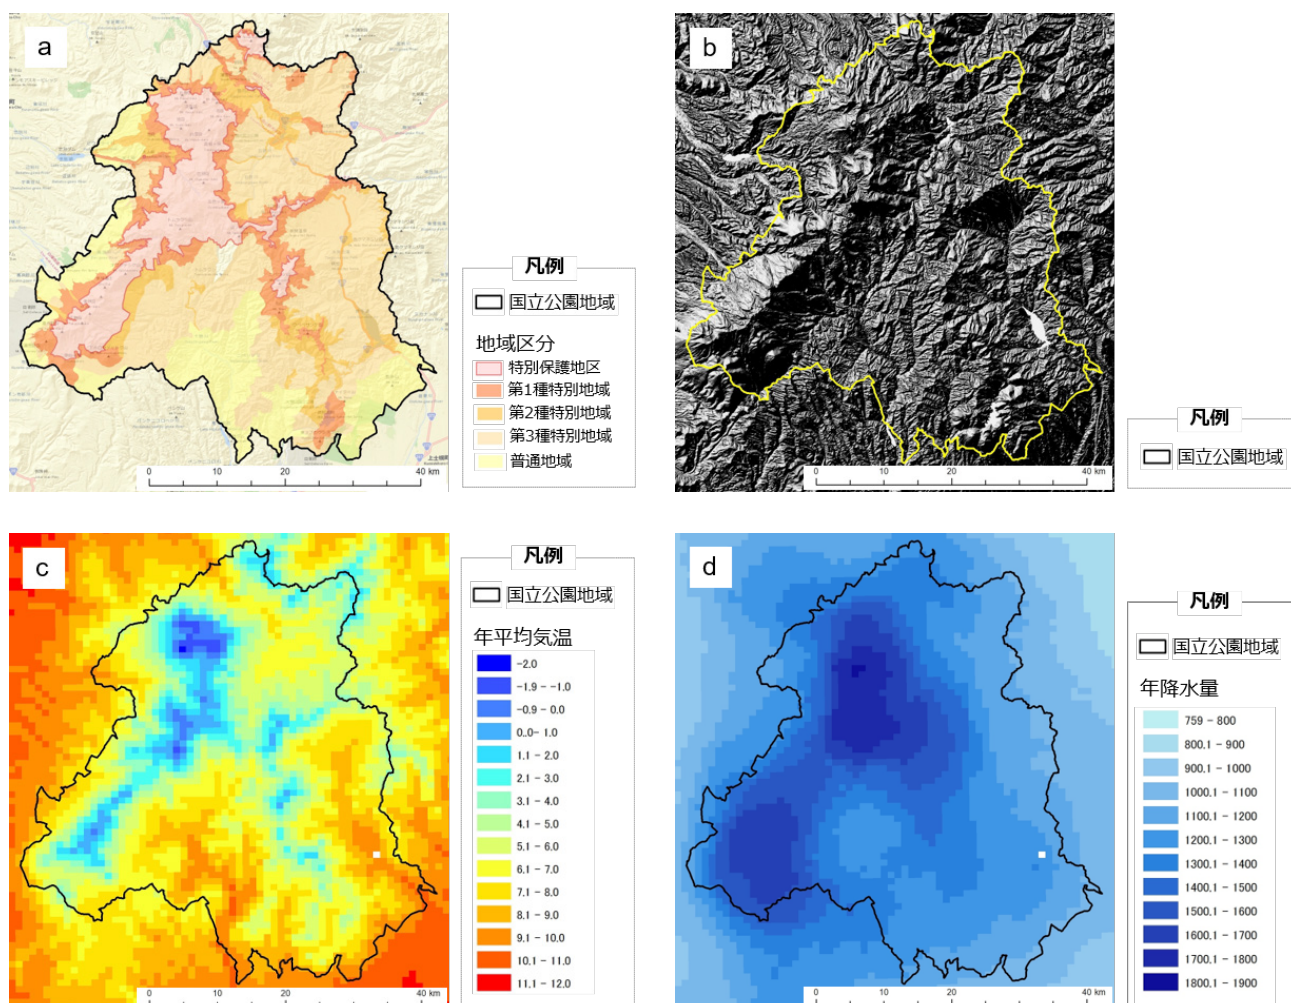 a
凡例
国立公園地域
地域区分
特別保護地区
第1種特別地域
第2種特別地域
第3種特別地域
普通地域
0 10 20 40 km
b
凡例
国立公園地域
0 10 20 40 km
c
凡例
国立公園地域
年平均気温
-2.0
-1.9 - -1.0
-0.9 - 0.0
0.0- 1.0
1.1 - 2.0
2.1 - 3.0
3.1 - 4.0
4.1 - 5.0
5.1 - 6.0
6.1 - 7.0
7.1 - 8.0
8.1 - 9.0
9.1 - 10.0
10.1 - 11.0
11.1 - 12.0
0 10 20 40 km
d
凡例
国立公園地域
年降水量
759 - 800
800.1 - 900
900.1 - 1000
1000.1 - 1100
1100.1 - 1200
1200.1 - 1300
1300.1 - 1400
1400.1 - 1500
1500.1 - 1600
1600.1 - 1700
1700.1 - 1800
1800.1 - 1900
0 10 20 40 km